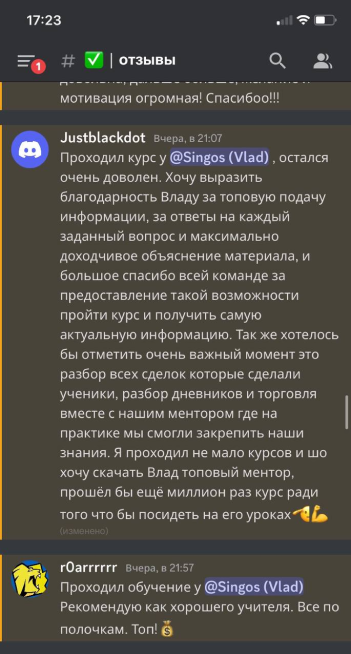 17:23
1
# ✅ | отзывы
мотивация огромная! Спасибоо!!!
Justblackdot Вчера, в 21:07
Проходил курс у @Singos (Vlad) , остался
очень доволен. Хочу выразить
благодарность Владу за топовую подачу
информации, за ответы на каждый
заданный вопрос и максимально
доходчивое объяснение материала, и
большое спасибо всей команде за
предоставление такой возможности
пройти курс и получить самую
актуальную информацию. Так же хотелось
бы отметить очень важный момент это
разбор всех сделок которые сделали
ученики, разбор дневников и торговля
вместе с нашим ментором где на
практике мы смогли закрепить наши
знания. Я проходил не мало курсов и шо
хочу скачать Влад топовый ментор,
прошёл бы ещё миллион раз курс ради
того что бы посидеть на его уроках🫡💪
(изменено)
r0arrrrrr Вчера, в 21:57
Проходил обучение у @Singos (Vlad)
Рекомендую как хорошего учителя. Все по
полочкам. Топ! 💰